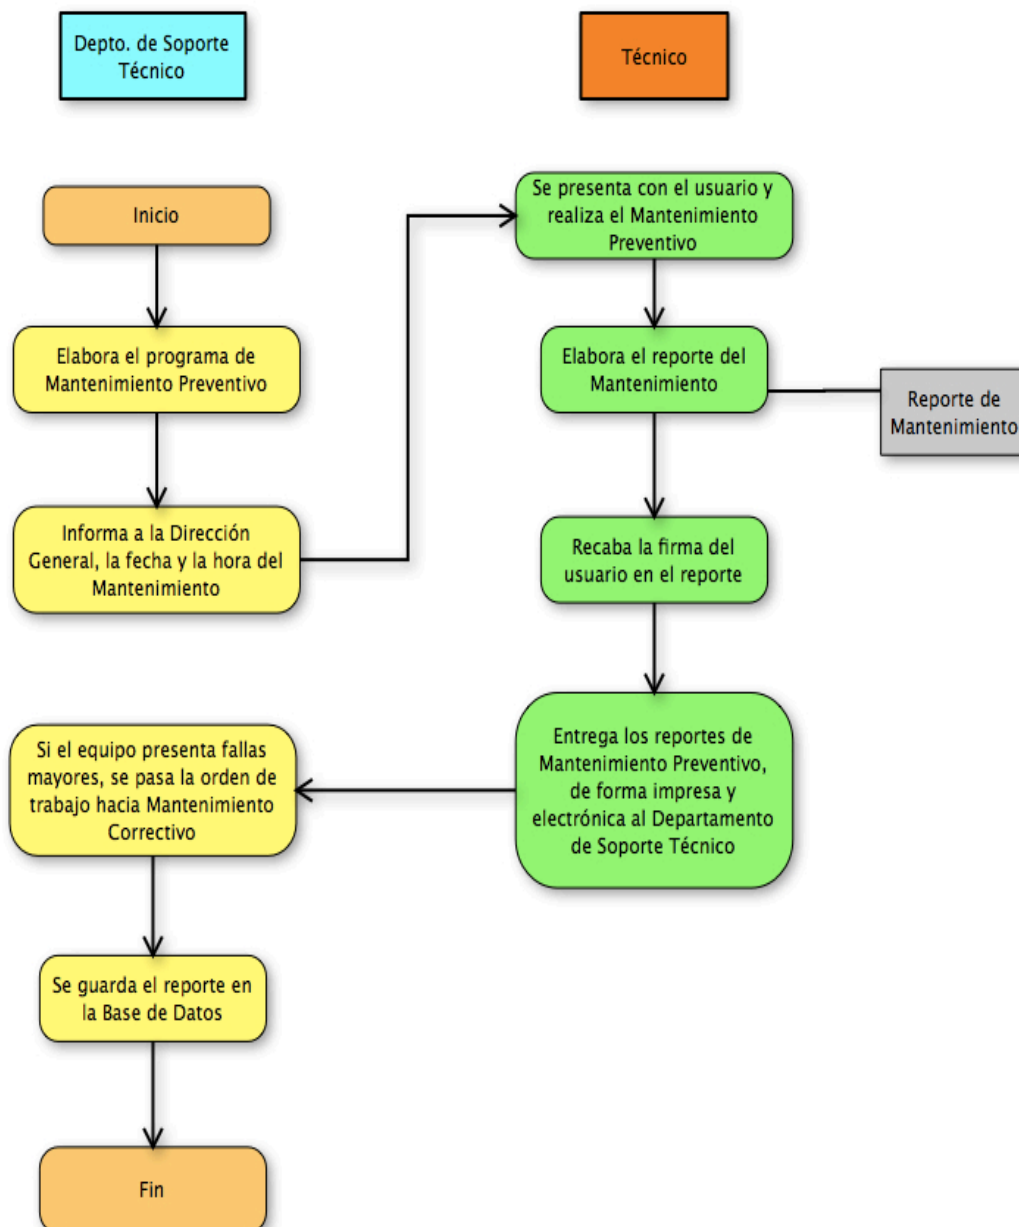 Depto. de Soporte
Técnico
Técnico
Inicio
Elabora el programa de
Mantenimiento Preventivo
Informa a la Dirección
General, la fecha y la hora del
Mantenimiento
Se presenta con el usuario y
realiza el Mantenimiento
Preventivo
Elabora el reporte del
Mantenimiento
Reporte de
Mantenimiento
Recaba la firma del
usuario en el reporte
Entrega los reportes de
Mantenimiento Preventivo,
de forma impresa y
electrónica al Departamento
de Soporte Técnico
Si el equipo presenta fallas
mayores, se pasa la orden de
trabajo hacia Mantenimiento
Correctivo
Se guarda el reporte en
la Base de Datos
Fin